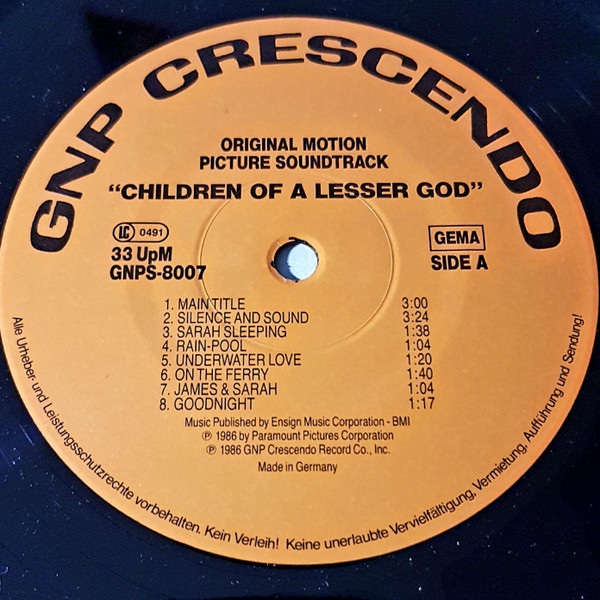 GNP CRESCENDO
ORIGINAL MOTION
PICTURE SOUNDTRACK
"CHILDREN OF A LESSER GOD"
LC 0491
GEMA
33 UpM
SIDE A
GNPS-8007
1. MAIN TITLE 3:00
2. SILENCE AND SOUND 3:24
3. SARAH SLEEPING 1:38
4. RAIN-POOL 1:04
5. UNDERWATER LOVE 1:20
6. ON THE FERRY 1:40
7. JAMES & SARAH 1:04
8. GOODNIGHT 1:17
Music Published by Ensign Music Corporation - BMI
℗ 1986 by Paramount Pictures Corporation
℗ 1986 GNP Crescendo Record Co., Inc.
Made in Germany
Alle Urheber- und Leistungsschutzrechte vorbehalten. Kein Verleih! Keine unerlaubte Vervielfältigung, Vermietung, Aufführung und Sendung!